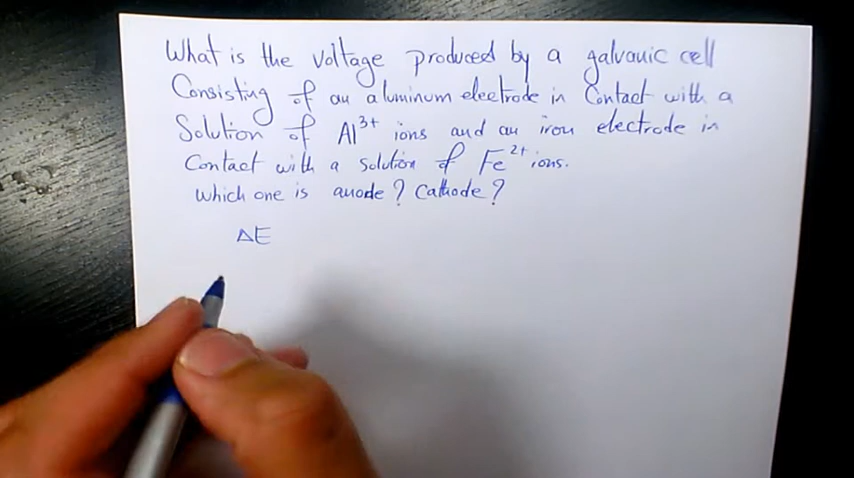 What is the voltage produced by a galvanic cell
Consisting of an aluminum electrode in Contact with a
Solution of Al³⁺ ions and an iron electrode in
Contact with a solution of Fe²⁺ ions.
Which one is anode? Cathode?
ΔE